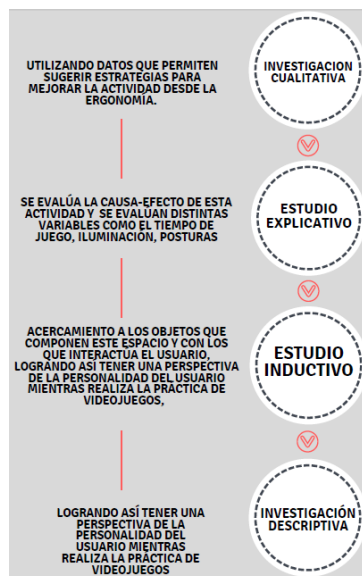 UTILIZANDO DATOS QUE PERMITEN
SUGERIR ESTRATEGIAS PARA
MEJORAR LA ACTIVIDAD DESDE LA
ERGONOMÍA.
INVESTIGACION
CUALITATIVA
SE EVALÚA LA CAUSA-EFECTO DE ESTA
ACTIVIDAD Y SE EVALÚAN DISTINTAS
VARIABLES COMO EL TIEMPO DE
JUEGO, ILUMINACIÓN, POSTURAS
ESTUDIO
EXPLICATIVO
ACERCAMIENTO A LOS OBJETOS QUE
COMPONEN ESTE ESPACIO Y CON LOS
QUE INTERACTÚA EL USUARIO,
LOGRANDO ASÍ TENER UNA PERSPECTIVA
DE LA PERSONALIDAD DEL USUARIO
MIENTRAS REALIZA LA PRÁCTICA DE
VIDEOJUEGOS,
ESTUDIO
INDUCTIVO
LOGRANDO ASÍ TENER UNA
PERSPECTIVA DE LA
PERSONALIDAD DEL
USUARIO MIENTRAS
REALIZA LA PRÁCTICA DE
VIDEOJUEGOS
INVESTIGACIÓN
DESCRIPTIVA